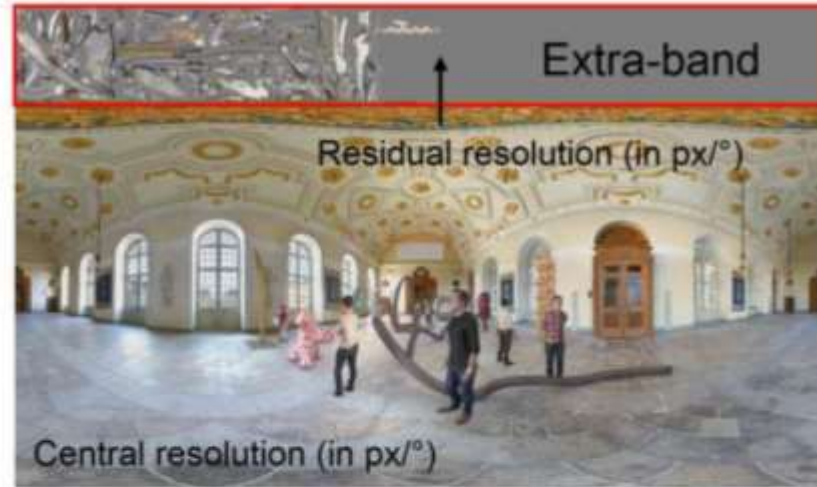 Extra-band
Residual resolution (in px/°)
Central resolution (in px/°)